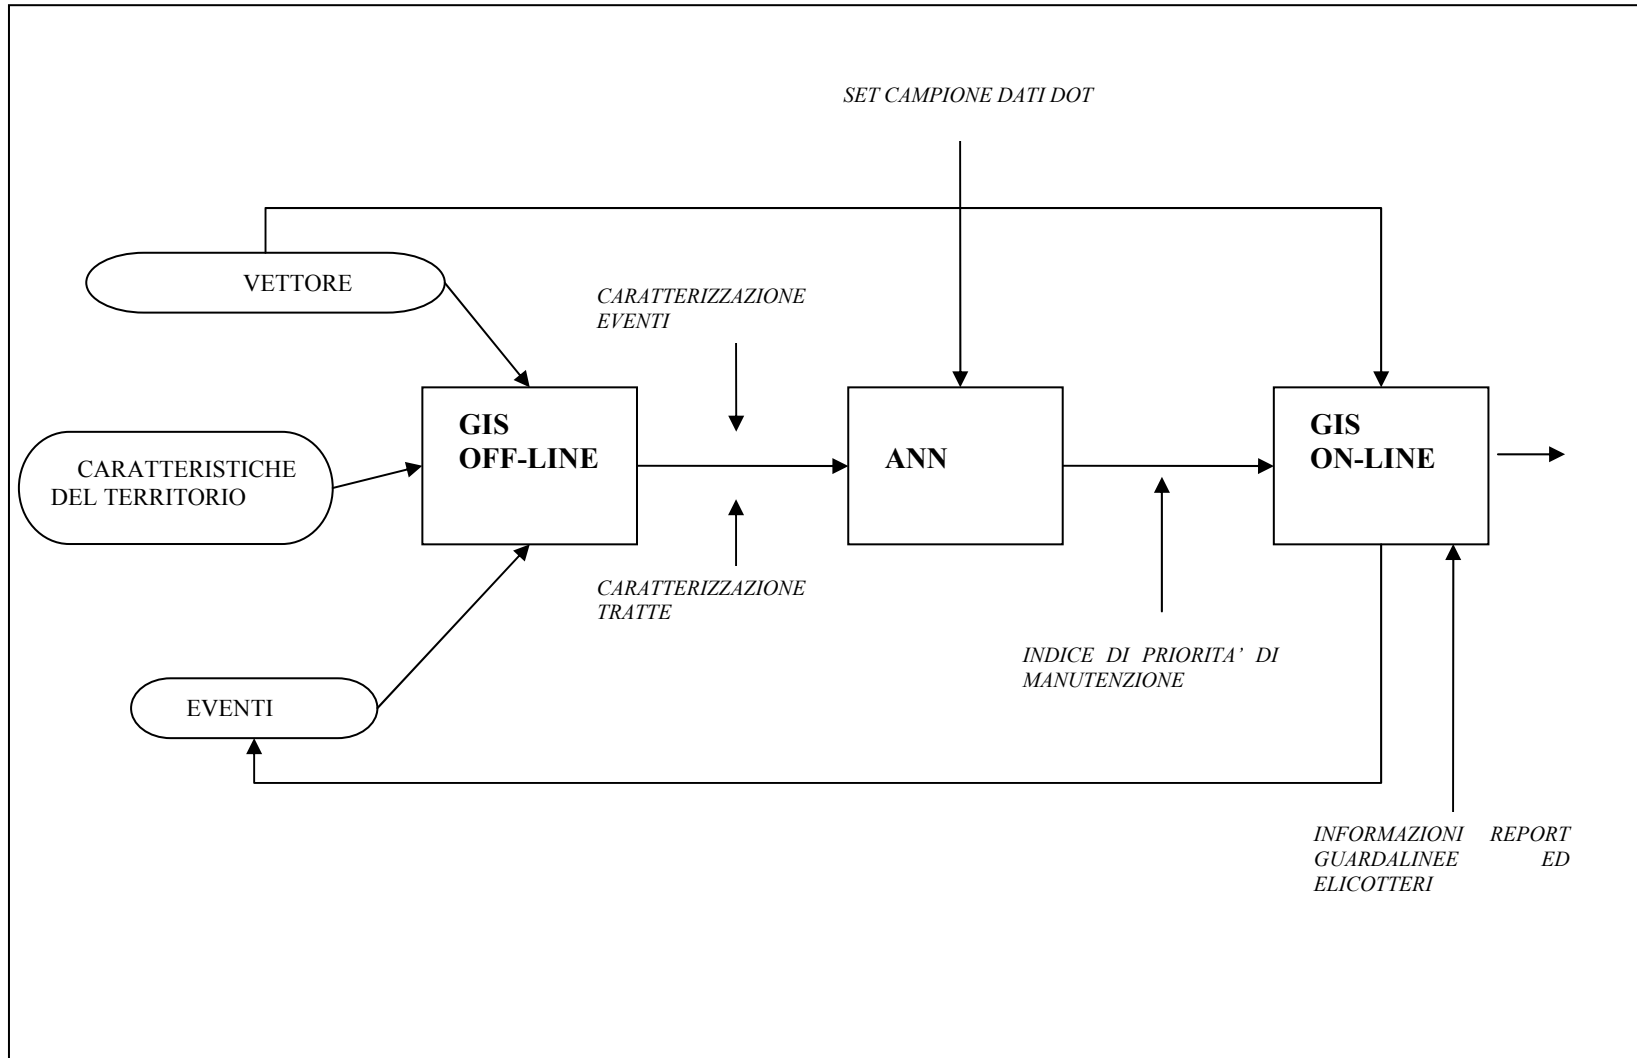 SET CAMPIONE DATI DOT
VETTORE
CARATTERIZZAZIONE
EVENTI
GIS
OFF-LINE
ANN
GIS
ON-LINE
CARATTERISTICHE
DEL TERRITORIO
CARATTERIZZAZIONE
TRATTE
INDICE DI PRIORITA’ DI
MANUTENZIONE
EVENTI
INFORMAZIONI REPORT
GUARDALINEE ED
ELICOTTERI